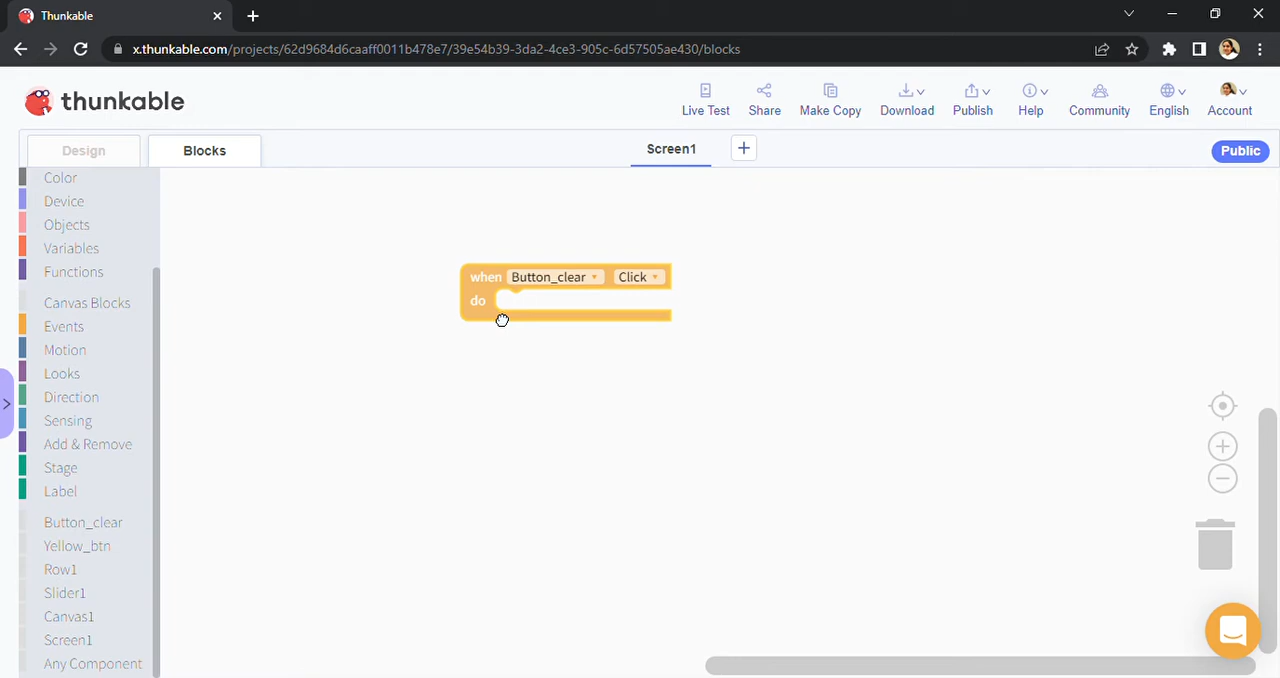 Thunkable
x.thunkable.com/projects/62d9684d6caaff0011b478e7/39e54b39-3da2-4ce3-905c-6d57505ae430/blocks
thunkable
Live Test Share Make Copy Download Publish Help Community English Account
Design Blocks Screen1 Public
Color
Device
Objects
Variables
Functions
Canvas Blocks
Events
Motion
Looks
Direction
Sensing
Add & Remove
Stage
Label
Button_clear
Yellow_btn
Row1
Slider1
Canvas1
Screen1
Any Component
when Button_clear Click
do